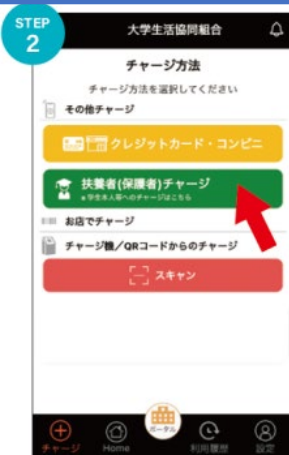 STEP
2
大学生活協同組合
チャージ方法
チャージ方法を選択してください
その他チャージ
クレジットカード・コンビニ
扶養者(保護者)チャージ
※学生本人等へのチャージはこちら
お店でチャージ
チャージ機／QRコードからのチャージ
スキャン
チャージ
Home
ポータル
利用履歴
設定